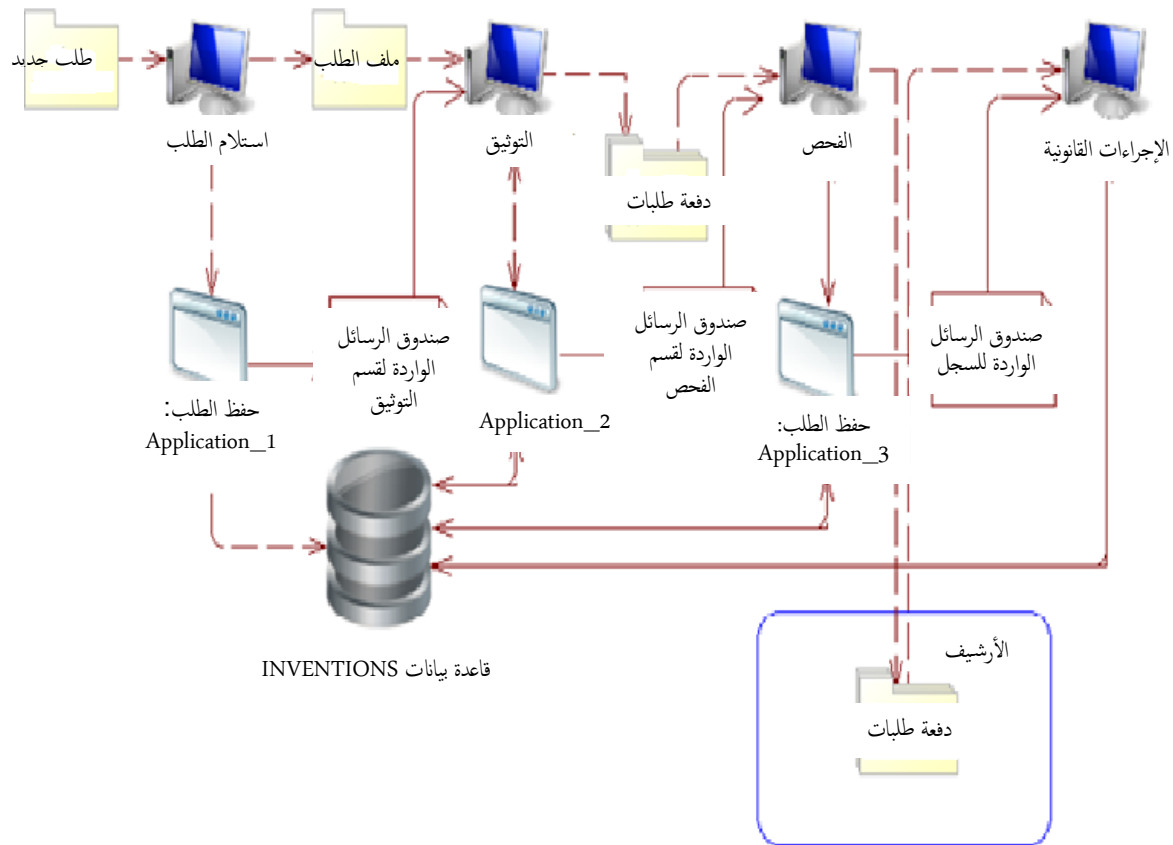 طلب جديد
ملف الطلب
استلام الطلب
التوثيق
الفحص
الإجراءات القانونية
دفعة طلبات
صندوق الرسائل
الواردة لقسم
التوثيق
صندوق الرسائل
الواردة لقسم
الفحص
صندوق الرسائل
الواردة للسجل
حفظ الطلب:
Application_1
Application_2
حفظ الطلب:
Application_3
قاعدة بيانات INVENTIONS
الأرشيف
دفعة طلبات